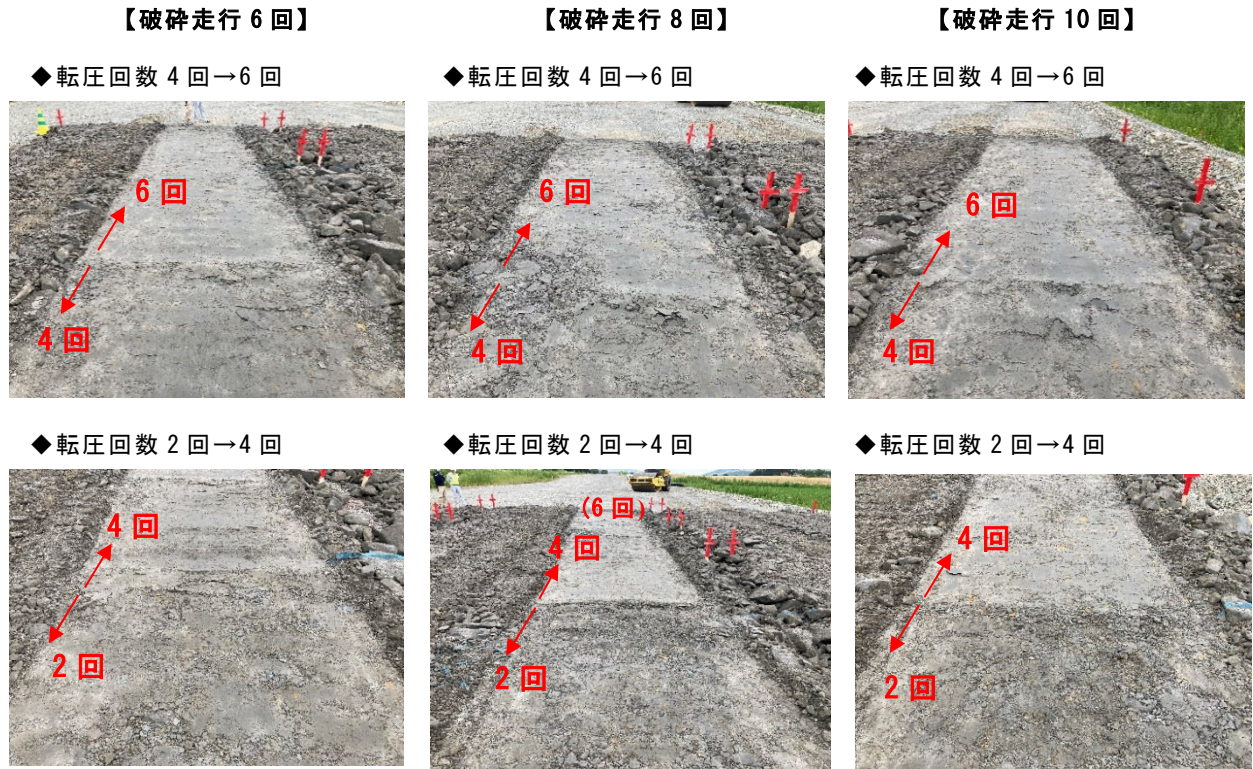 【破砕走行 6 回】
【破砕走行 8 回】
【破砕走行 10 回】
◆転圧回数 4 回→6 回
◆転圧回数 4 回→6 回
◆転圧回数 4 回→6 回
6 回
4 回
6 回
4 回
6 回
4 回
◆転圧回数 2 回→4 回
◆転圧回数 2 回→4 回
◆転圧回数 2 回→4 回
4 回
2 回
(6 回)
4 回
2 回
4 回
2 回